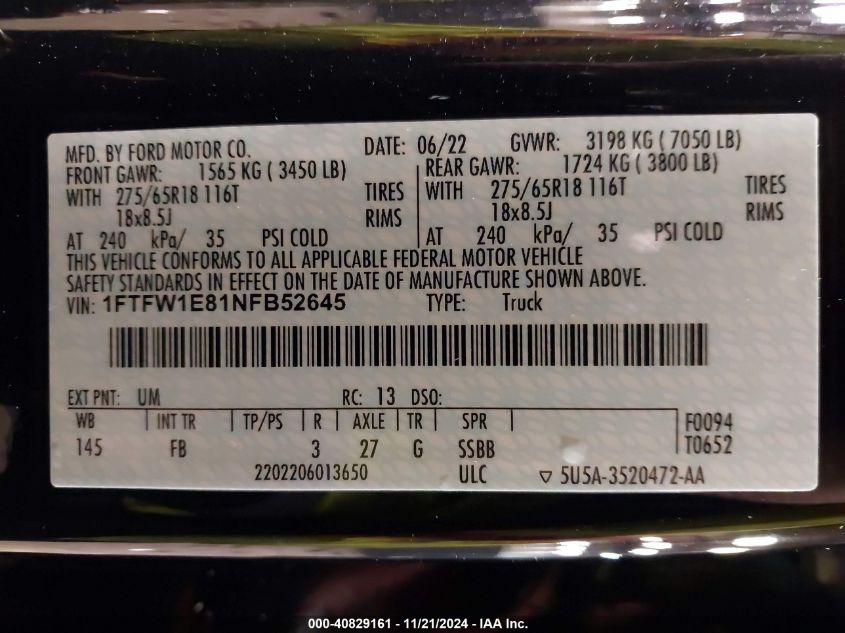 MFD. BY FORD MOTOR CO. DATE: 06/22 GVWR: 3198 KG ( 7050 LB)
FRONT GAWR: 1565 KG ( 3450 LB) REAR GAWR: 1724 KG ( 3800 LB)
WITH 275/65R18 116T TIRES WITH 275/65R18 116T TIRES
18x8.5J RIMS 18x8.5J RIMS
AT 240 kPa/ 35 PSI COLD AT 240 kPa/ 35 PSI COLD
THIS VEHICLE CONFORMS TO ALL APPLICABLE FEDERAL MOTOR VEHICLE
SAFETY STANDARDS IN EFFECT ON THE DATE OF MANUFACTURE SHOWN ABOVE.
VIN: 1FTFW1E81NFB52645 TYPE: Truck
EXT PNT: UM RC: 13 DSO:
WB INT TR TP/PS R AXLE TR SPR F0094
145 FB 3 27 G SSBB T0652
2202206013650 ULC ▽ 5U5A-3520472-AA
000-40829161 - 11/21/2024 - IAA Inc.